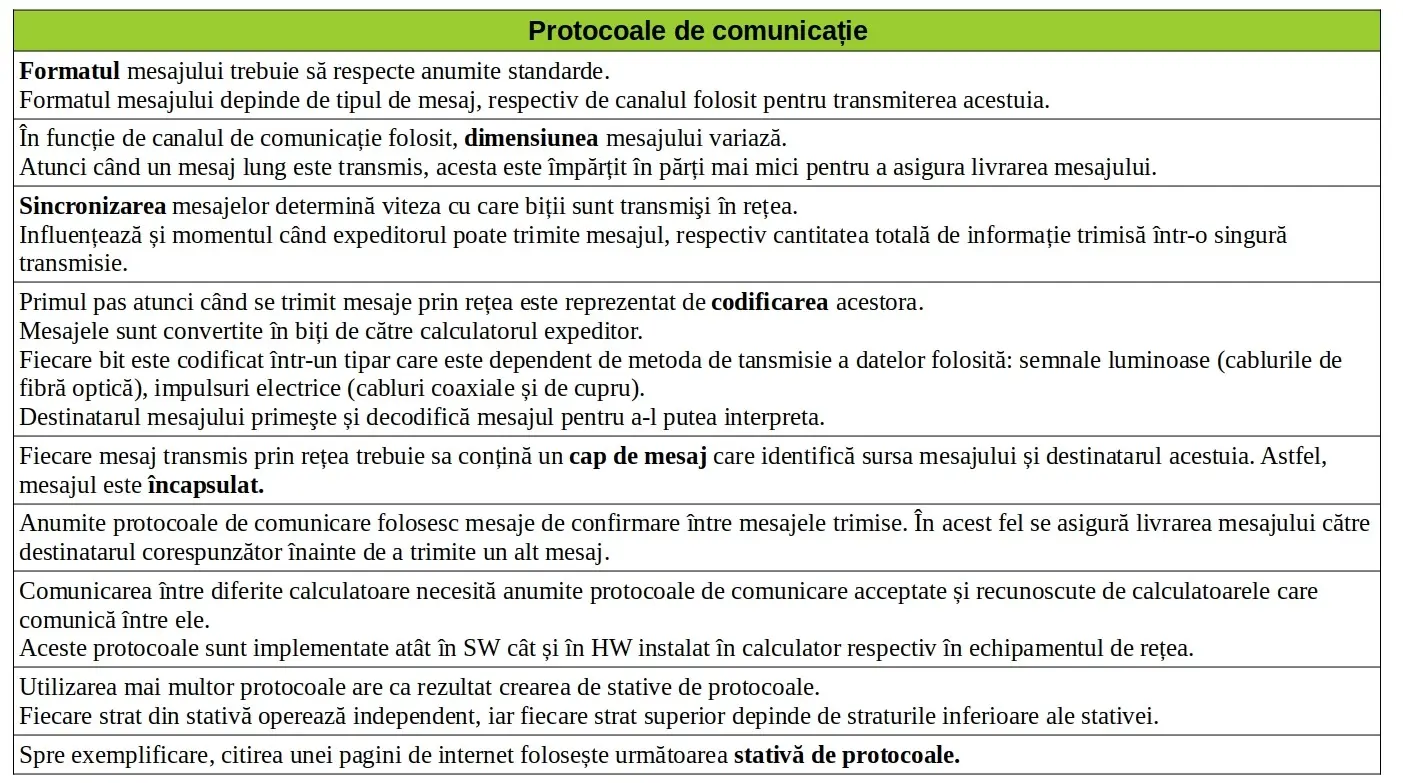 Protocoale de comunicație
Formatul mesajului trebuie să respecte anumite standarde.
Formatul mesajului depinde de tipul de mesaj, respectiv de canalul folosit pentru transmiterea acestuia.
În funcție de canalul de comunicație folosit, dimensiunea mesajului variază.
Atunci când un mesaj lung este transmis, acesta este împărțit în părți mai mici pentru a asigura livrarea mesajului.
Sincronizarea mesajelor determină viteza cu care biții sunt transmişi în rețea.
Influențează și momentul când expeditorul poate trimite mesajul, respectiv cantitatea totală de informație trimisă într-o singură
transmisie.
Primul pas atunci când se trimit mesaje prin rețea este reprezentat de codificarea acestora.
Mesajele sunt convertite în biți de către calculatorul expeditor.
Fiecare bit este codificat într-un tipar care este dependent de metoda de tansmisie a datelor folosită: semnale luminoase (cablurile de
fibră optică), impulsuri electrice (cabluri coaxiale și de cupru).
Destinatarul mesajului primeşte și decodifică mesajul pentru a-l putea interpreta.
Fiecare mesaj transmis prin rețea trebuie sa conțină un cap de mesaj care identifică sursa mesajului și destinatarul acestuia. Astfel,
mesajul este încapsulat.
Anumite protocoale de comunicare folosesc mesaje de confirmare între mesajele trimise. În acest fel se asigură livrarea mesajului către
destinatarul corespunzător înainte de a trimite un alt mesaj.
Comunicarea între diferite calculatoare necesită anumite protocoale de comunicare acceptate și recunoscute de calculatoarele care
comunică între ele.
Aceste protocoale sunt implementate atât în SW cât și în HW instalat în calculator respectiv în echipamentul de rețea.
Utilizarea mai multor protocoale are ca rezultat crearea de stative de protocoale.
Fiecare strat din stativă operează independent, iar fiecare strat superior depinde de straturile inferioare ale stativei.
Spre exemplificare, citirea unei pagini de internet folosește următoarea stativă de protocoale.